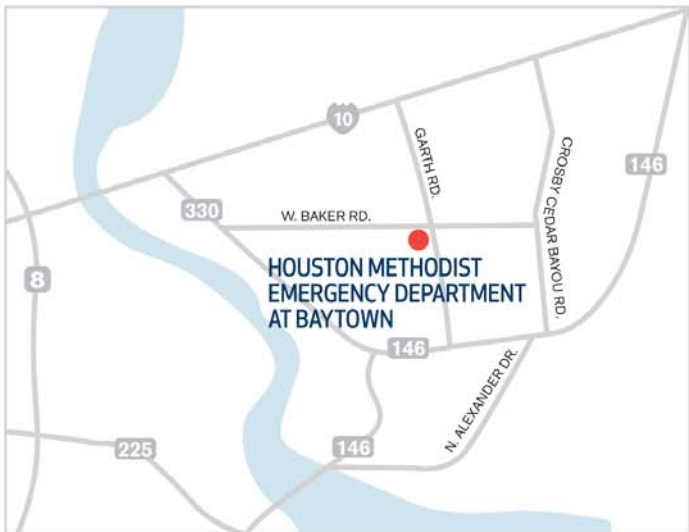 10
GARTH RD.
CROSBY CEDAR BAYOU RD.
146
330
W. BAKER RD.
8
HOUSTON METHODIST
EMERGENCY DEPARTMENT
AT BAYTOWN
146
N. ALEXANDER DR.
225
146